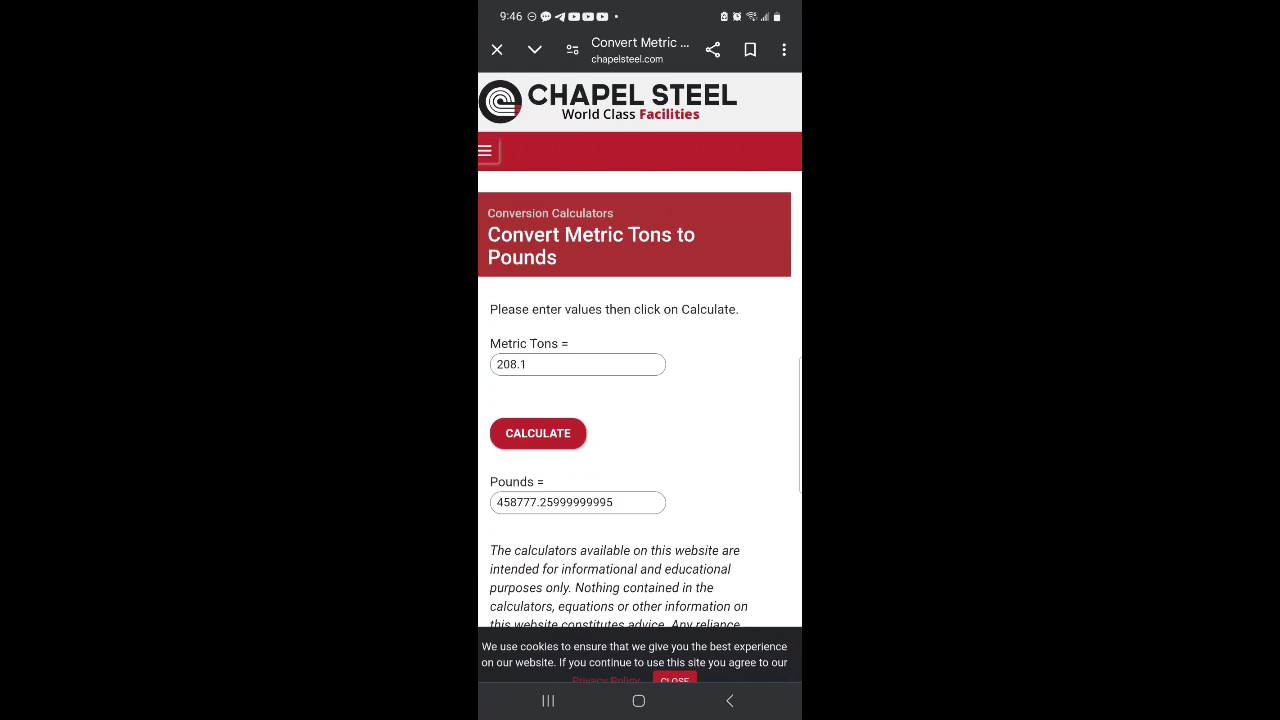 9:46
Convert Metric ...
chapelsteel.com
CHAPEL STEEL
World Class Facilities
Conversion Calculators
Convert Metric Tons to
Pounds
Please enter values then click on Calculate.
Metric Tons =
208.1
CALCULATE
Pounds =
458777.25999999995
The calculators available on this website are
intended for informational and educational
purposes only. Nothing contained in the
calculators, equations or other information on
this website constitutes advice. Any reliance
We use cookies to ensure that we give you the best experience
on our website. If you continue to use this site you agree to our
Privacy Policy. CLOSE